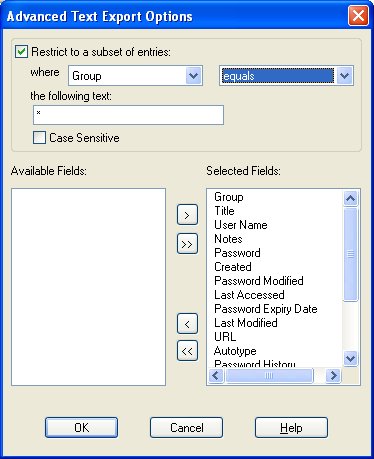 Advanced Text Export Options
Restrict to a subset of entries:
where Group equals
the following text:
*
Case Sensitive
Available Fields: Selected Fields:
Group
Title
User Name
Notes
Password
Created
Password Modified
Last Accessed
Password Expiry Date
Last Modified
URL
Autotype
Password History
>
>>
<
<<
OK Cancel Help